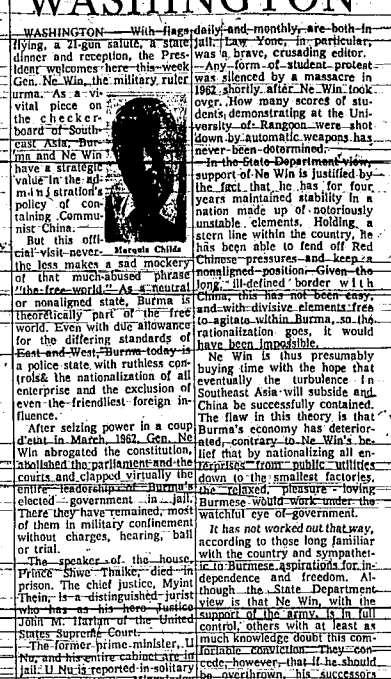 WASHINGTON
WASHINGTON — With flags
flying, a 21-gun salute, a state
dinner and reception, the Pres-
ident welcomes here this week
Gen. Ne Win, the military ruler
urma. As a vi-
vital piece on
the checker-
board of South-
east Asia, Bur-
ma and Ne Win
have a strategic
value in the ad-
ministration's
policy of con-
taining Commu-
nist China.
But this offi-
cial visit never-
Marquis Childs
the less makes a sad mockery
of that much-abused phrase
"the free world." As a neutral
or nonaligned state, Burma is
theoretically part of the free
world. Even with due allowance
for the differing standards of
East and West, Burma today is
a police state with ruthless con-
trols& the nationalization of all
enterprise and the exclusion of
even the friendliest foreign in-
fluence.
After seizing power in a coup
d'etat in March, 1962, Gen. Ne
Win abrogated the constitution,
abolished the parliament and the
courts and clapped virtually the
entire leadership of Burma's
elected government in jail.
There they have remained, most
of them in military confinement
without charges, hearing, bail
or trial.
The speaker of the house,
Prince Shwe Thaike, died in
prison. The chief justice, Myint
Thein, is a distinguished jurist
who has as his hero Justice
John M. Harlan of the United
States Supreme Court.
The former prime minister, U
Nu, and his entire cabinet are in
jail. U Nu is reported in solitary
daily and monthly, are both in
jail. Law Yone, in particular,
was a brave, crusading editor.
Any form of student protest
was silenced by a massacre in
1962 shortly after Ne Win took
over. How many scores of stu-
dents, demonstrating at the Uni-
versity of Rangoon were shot
down by automatic weapons has
never been determined.
In the State Department view,
support of Ne Win is justified by
the fact that he has for four
years maintained stability in a
nation made up of notoriously
unstable elements. Holding a
stern line within the country, he
has been able to fend off Red
Chinese pressures and keep a
nonaligned position. Given the
long, ill-defined border with
China, this has not been easy,
and with divisive elements free
to agitate within Burma, so the
rationalization goes, it would
have been impossible.
Ne Win is thus presumably
buying time with the hope that
eventually the turbulence in
Southeast Asia will subside and
China be successfully contained.
The flaw in this theory is that
Burma's economy has deterior-
ated, contrary to Ne Win's be-
lief that by nationalizing all en-
terprises from public utilities
down to the smallest factories,
the relaxed, pleasure - loving
Burmese would work under the
watchful eye of government.
It has not worked out that way,
according to those long familiar
with the country and sympathet-
ic to Burmese aspirations for in-
dependence and freedom. Al-
though the State Department
view is that Ne Win, with the
support of the army, is in full
control, others with at least as
much knowledge doubt this com-
fortable conviction. They con-
cede, however, that if he should
be overthrown, his successors